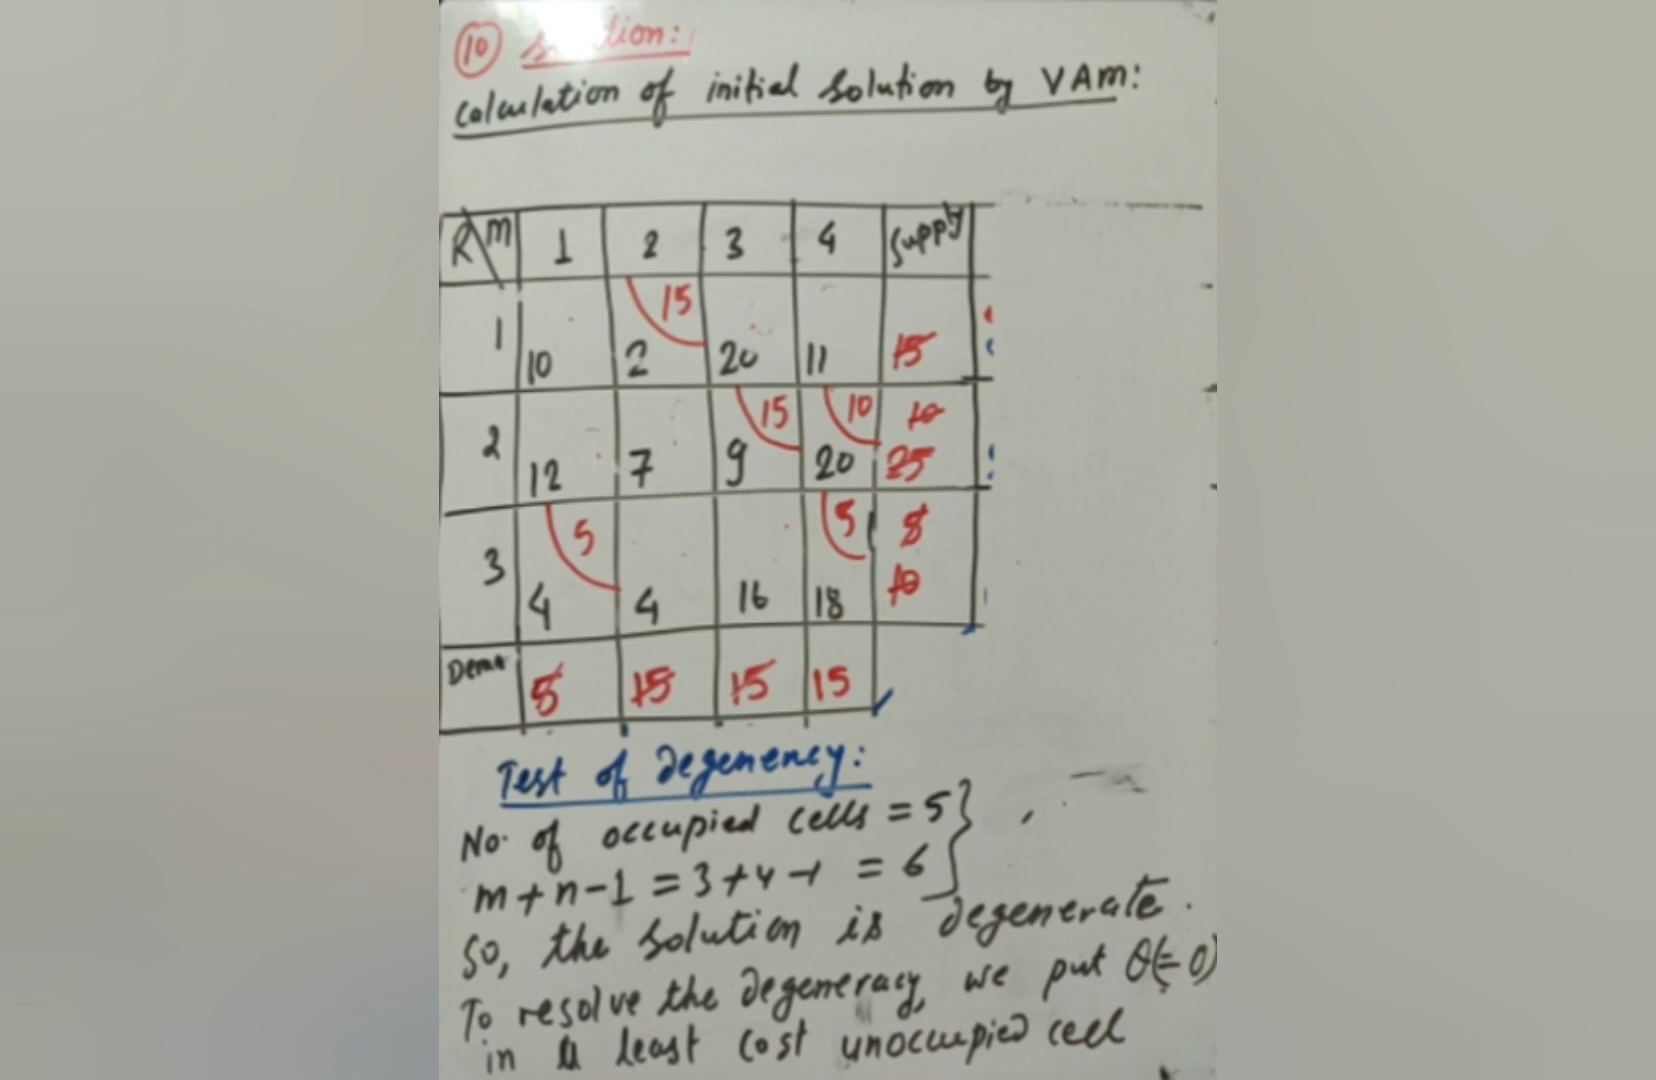 10 solution:
Calculation of initial solution by VAM:
R m 1 2 3 4 Supply
15
1 10 2 20 11 15
15 10 10
2 12 7 9 20 25
5 5 5
3 4 4 16 18 10
Dem 5 15 15 15
Test of Degenency:
No. of occupied cells = 5 }
m+n-1 = 3+4-1 = 6
So, the solution is degenerate.
To resolve the degeneracy, we put θ(=0)
in least cost unoccupied cell